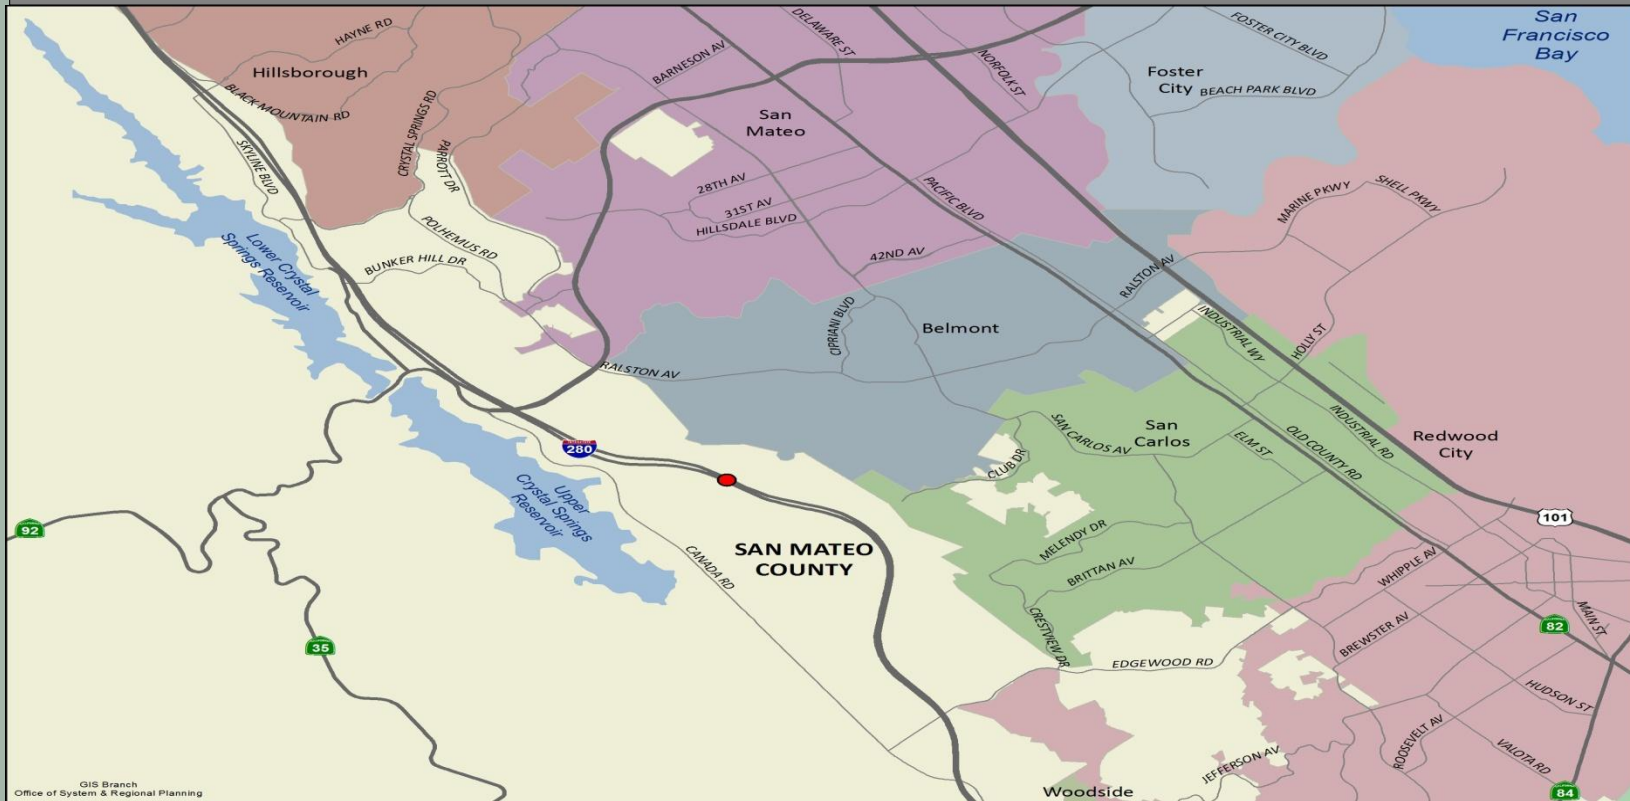 San
Francisco
Bay
HAYNE RD
DELAWARE ST
FOSTER CITY BLVD
BARNESON AV
NORFOLK ST
Hillsborough
Foster
City
BEACH PARK BLVD
BLACK MOUNTAIN RD
CRYSTAL SPRINGS RD
San
Mateo
SKYLINE BLVD
PARROTT DR
28TH AV
31ST AV
HILLSDALE BLVD
PACIFIC BLVD
MARINE PKWY
SHELL PKWY
POLHEMUS RD
Lower Crystal
Springs Reservoir
BUNKER HILL DR
42ND AV
RALSTON AV
CIPRIANI BLVD
Belmont
INDUSTRIAL WY
HOLLY ST
RALSTON AV
SAN CARLOS AV
San
Carlos
ELM ST
OLD COUNTY RD
INDUSTRIAL RD
Redwood
City
280
CLUB DR
Upper
Crystal Springs
Reservoir
92
101
SAN MATEO
COUNTY
CANADA RD
MELENDY DR
BRITTAN AV
WHIPPLE AV
CRESTVIEW DR
BREWSTER AV
MAIN ST
82
35
EDGEWOOD RD
HUDSON ST
ROOSEVELT AV
VALOTA RD
JEFFERSON AV
Woodside
84
GIS Branch
Office of System & Regional Planning